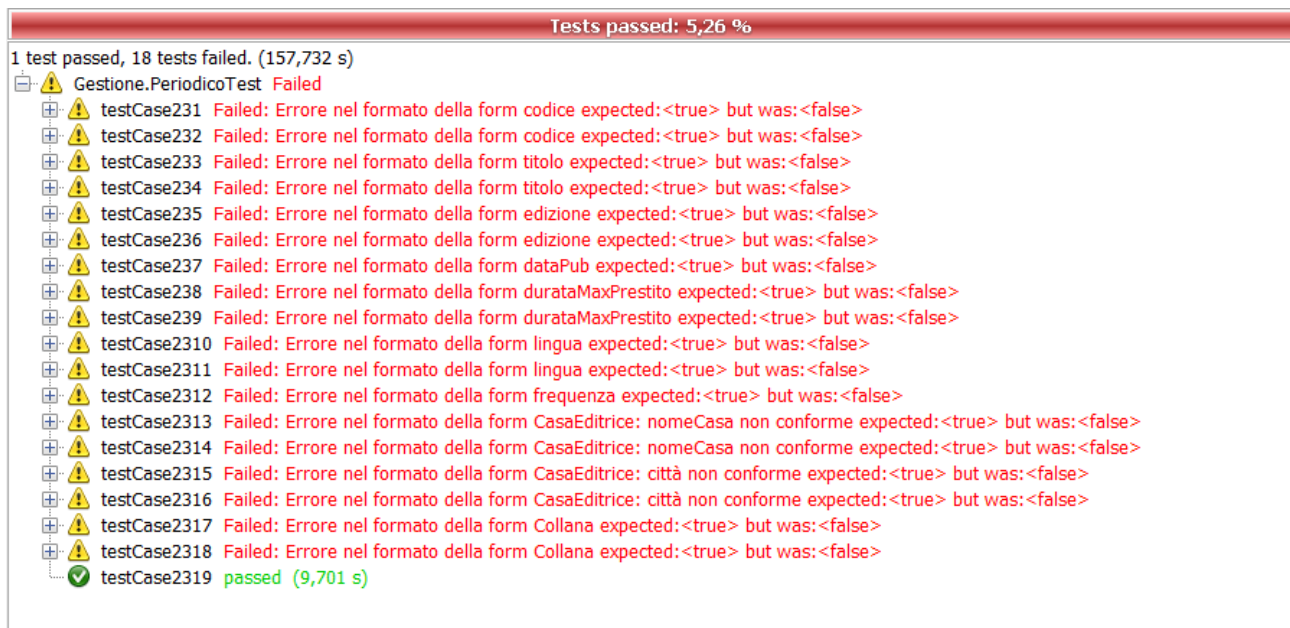 Tests passed: 5,26 %
1 test passed, 18 tests failed. (157,732 s)
Gestione.PeriodicoTest Failed
testCase231 Failed: Errore nel formato della form codice expected:<true> but was:<false>
testCase232 Failed: Errore nel formato della form codice expected:<true> but was:<false>
testCase233 Failed: Errore nel formato della form titolo expected:<true> but was:<false>
testCase234 Failed: Errore nel formato della form titolo expected:<true> but was:<false>
testCase235 Failed: Errore nel formato della form edizione expected:<true> but was:<false>
testCase236 Failed: Errore nel formato della form edizione expected:<true> but was:<false>
testCase237 Failed: Errore nel formato della form dataPub expected:<true> but was:<false>
testCase238 Failed: Errore nel formato della form durataMaxPrestito expected:<true> but was:<false>
testCase239 Failed: Errore nel formato della form durataMaxPrestito expected:<true> but was:<false>
testCase2310 Failed: Errore nel formato della form lingua expected:<true> but was:<false>
testCase2311 Failed: Errore nel formato della form lingua expected:<true> but was:<false>
testCase2312 Failed: Errore nel formato della form frequenza expected:<true> but was:<false>
testCase2313 Failed: Errore nel formato della form CasaEditrice: nomeCasa non conforme expected:<true> but was:<false>
testCase2314 Failed: Errore nel formato della form CasaEditrice: nomeCasa non conforme expected:<true> but was:<false>
testCase2315 Failed: Errore nel formato della form CasaEditrice: città non conforme expected:<true> but was:<false>
testCase2316 Failed: Errore nel formato della form CasaEditrice: città non conforme expected:<true> but was:<false>
testCase2317 Failed: Errore nel formato della form Collana expected:<true> but was:<false>
testCase2318 Failed: Errore nel formato della form Collana expected:<true> but was:<false>
testCase2319 passed (9,701 s)